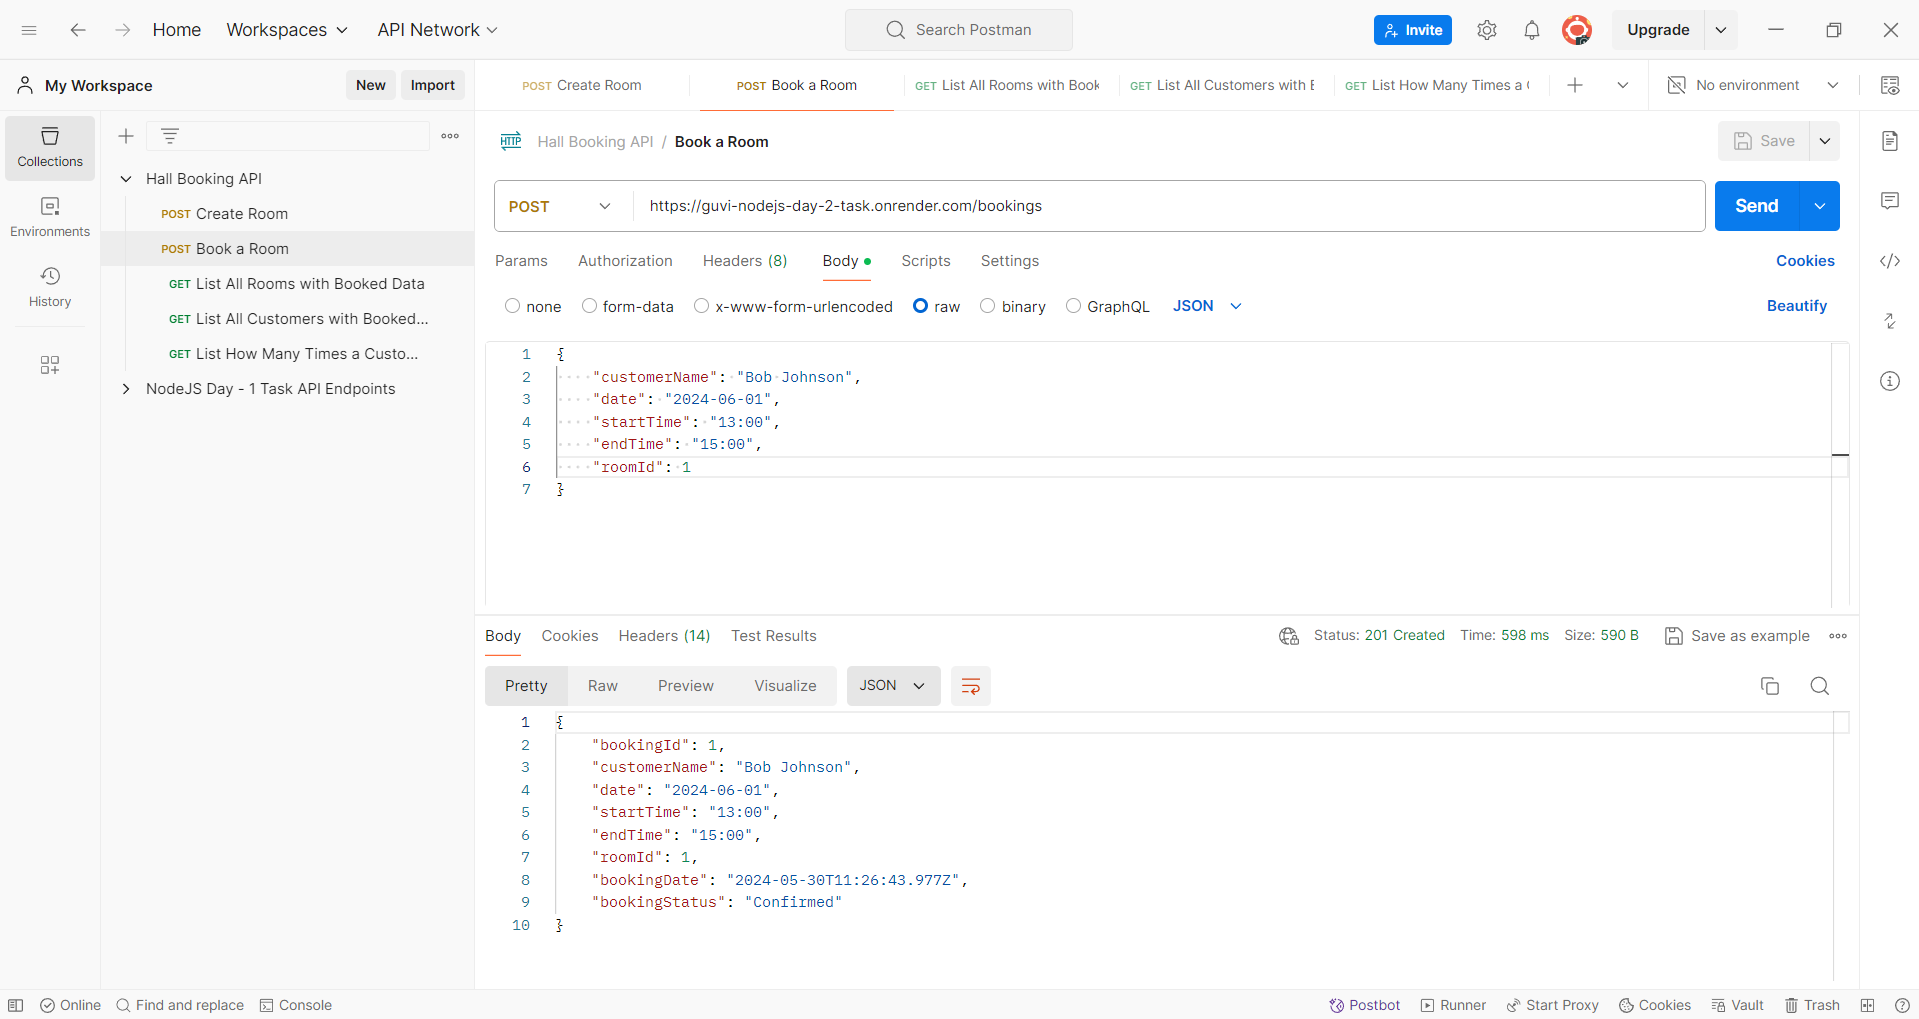 Home
Workspaces
API Network
Search Postman
Invite
Upgrade
My Workspace
New
Import
POST Create Room
POST Book a Room
GET List All Rooms with Book
GET List All Customers with
GET List How Many Times a
No environment
Collections
Environments
History
Hall Booking API
POST Create Room
POST Book a Room
GET List All Rooms with Booked Data
GET List All Customers with Booked...
GET List How Many Times a Custo...
NodeJS Day - 1 Task API Endpoints
HTTP Hall Booking API / Book a Room
Save
POST
https://guvi-nodejs-day-2-task.onrender.com/bookings
Send
Params
Authorization
Headers (8)
Body
Scripts
Settings
Cookies
none
form-data
x-www-form-urlencoded
raw
binary
GraphQL
JSON
Beautify
1 {
2 "customerName": "Bob Johnson",
3 "date": "2024-06-01",
4 "startTime": "13:00",
5 "endTime": "15:00",
6 "roomId": 1
7 }
Body
Cookies
Headers (14)
Test Results
Status: 201 Created
Time: 598 ms
Size: 590 B
Save as example
Pretty
Raw
Preview
Visualize
JSON
1 {
2 "bookingId": 1,
3 "customerName": "Bob Johnson",
4 "date": "2024-06-01",
5 "startTime": "13:00",
6 "endTime": "15:00",
7 "roomId": 1,
8 "bookingDate": "2024-05-30T11:26:43.977Z",
9 "bookingStatus": "Confirmed"
10 }
Online
Find and replace
Console
Postbot
Runner
Start Proxy
Cookies
Vault
Trash